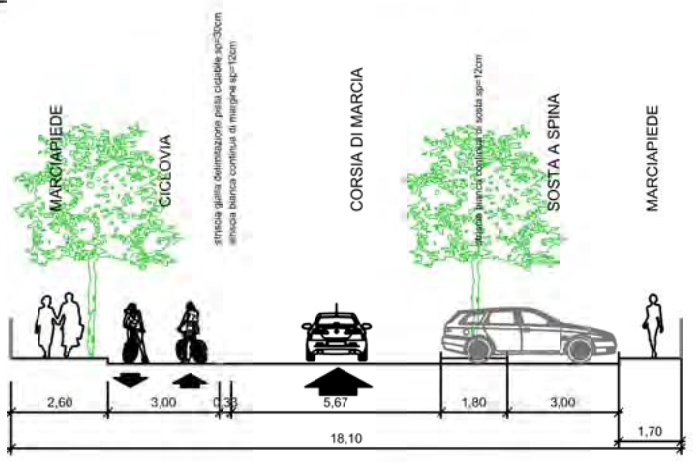 MARCIAPIEDE
CICLOVIA
striscia gialla delimitazione pista ciclabile sp=30cm
striscia bianca continua di margine sp=12cm
CORSIA DI MARCIA
striscia bianca continua di sosta sp=12cm
SOSTA A SPINA
MARCIAPIEDE
2,60
3,00
0,33
5,67
1,80
3,00
1,70
18,10